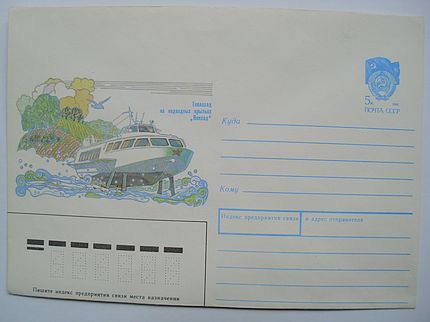 Теплоход
на подводных крыльях
„Восход"
5к
ПОЧТА СССР
Куда
Кому
Индекс предприятия связи и адрес отправителя
Пишите индекс предприятия связи места назначения